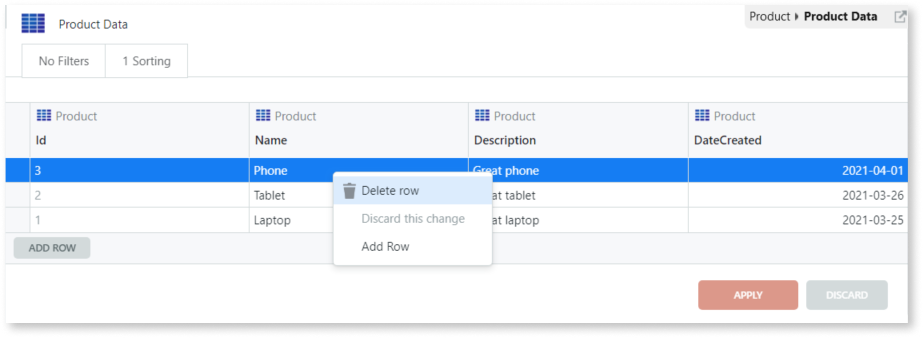 Product Data
Product Product Data
No Filters 1 Sorting
Product Product Product Product
Id Name Description DateCreated
3 Phone Great phone 2021-04-01
2 Tablet at tablet 2021-03-26
1 Laptop at laptop 2021-03-25
Delete row
Discard this change
Add Row
ADD ROW
APPLY DISCARD